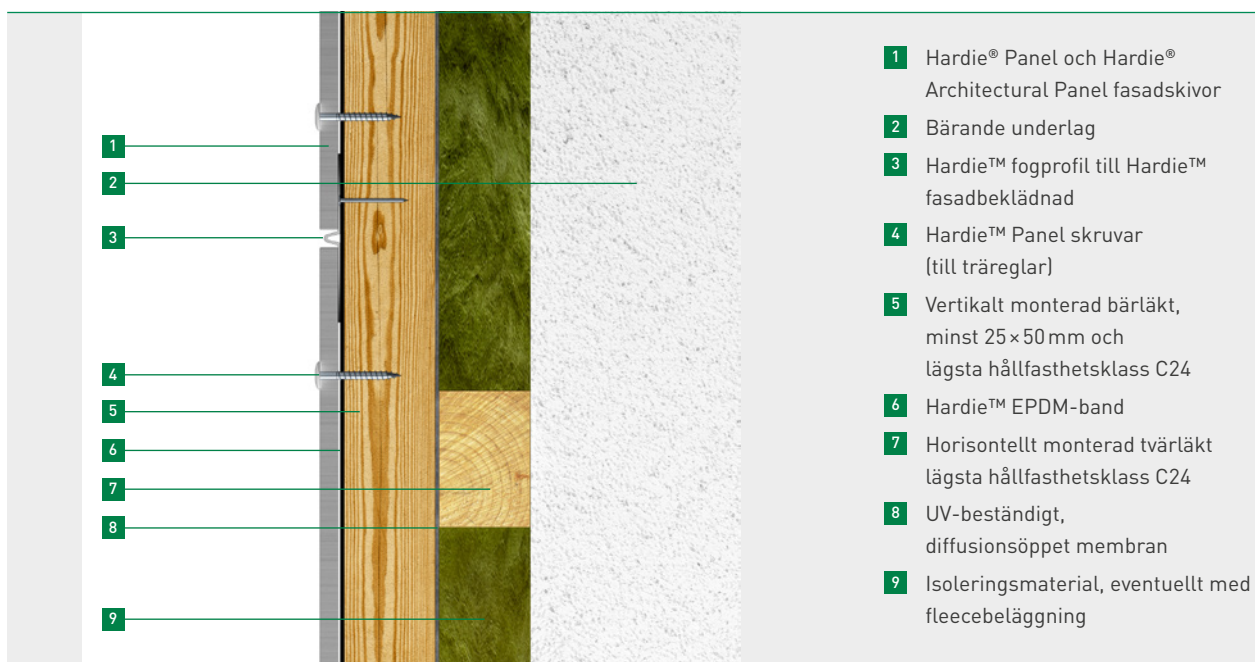 1
2
3
4
5
6
7
8
9
1 Hardie® Panel och Hardie®
Architectural Panel fasadskivor
2 Bärande underlag
3 Hardie™ fogprofil till Hardie™
fasadbeklädnad
4 Hardie™ Panel skruvar
(till träreglar)
5 Vertikalt monterad bärläkt,
minst 25 × 50 mm och
lägsta hållfasthetsklass C24
6 Hardie™ EPDM-band
7 Horisontellt monterad tvärläkt
lägsta hållfasthetsklass C24
8 UV-beständigt,
diffusionsöppet membran
9 Isoleringsmaterial, eventuellt med
fleecebeläggning